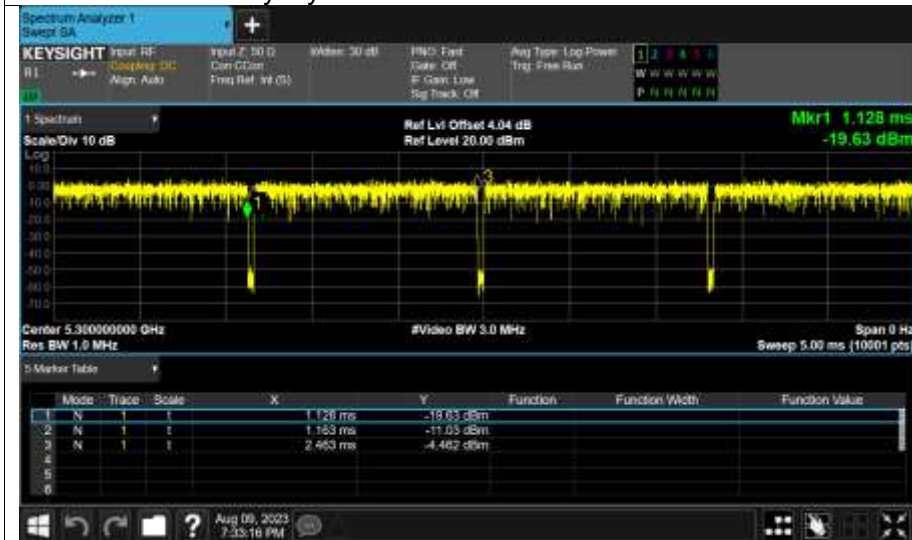 Spectrum Analyzer 1
Swept SA
+
KEYSIGHT Input: RF
Coupling: DC
Align: Auto
Input Z: 50 Ω
Corr CCorr
Freq Ref: Int (S)
#Atten: 30 dB
PNO: Fast
Gate: Off
IF Gain: Low
Sig Track: Off
Avg Type: Log-Power
Trig: Free Run
1 2 3 4 5 6
W W W W W W
P N N N N N
1 Spectrum
Scale/Div 10 dB
Ref Lvl Offset 4.04 dB
Ref Level 20.00 dBm
Mkr1 1.128 ms
-19.63 dBm
Log
10.0
0.00
-10.0
-20.0
-30.0
-40.0
-50.0
-60.0
-70.0
1
3
Center 5.300000000 GHz
Res BW 1.0 MHz
#Video BW 3.0 MHz
Span 0 Hz
Sweep 5.00 ms (10001 pts)
5 Marker Table
Mode Trace Scale X Y Function Function Width Function Value
1 N 1 t 1.128 ms -19.63 dBm
2 N 1 t 1.163 ms -11.03 dBm
3 N 1 t 2.463 ms -4.462 dBm
4
5
6
?
Aug 09, 2023
7:33:16 PM